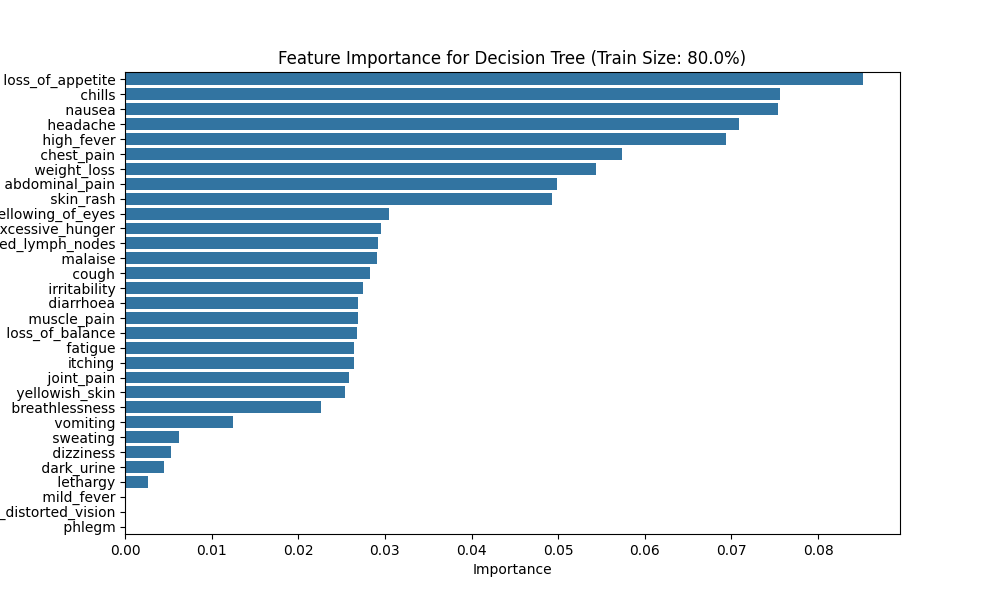 Feature Importance for Decision Tree (Train Size: 80.0%)
loss_of_appetite
chills
nausea
headache
high_fever
chest_pain
weight_loss
abdominal_pain
skin_rash
ellowing_of_eyes
xcessive_hunger
ed_lymph_nodes
malaise
cough
irritability
diarrhoea
muscle_pain
loss_of_balance
fatigue
itching
joint_pain
yellowish_skin
breathlessness
vomiting
sweating
dizziness
dark_urine
lethargy
mild_fever
_distorted_vision
phlegm
0.00 0.01 0.02 0.03 0.04 0.05 0.06 0.07 0.08
Importance